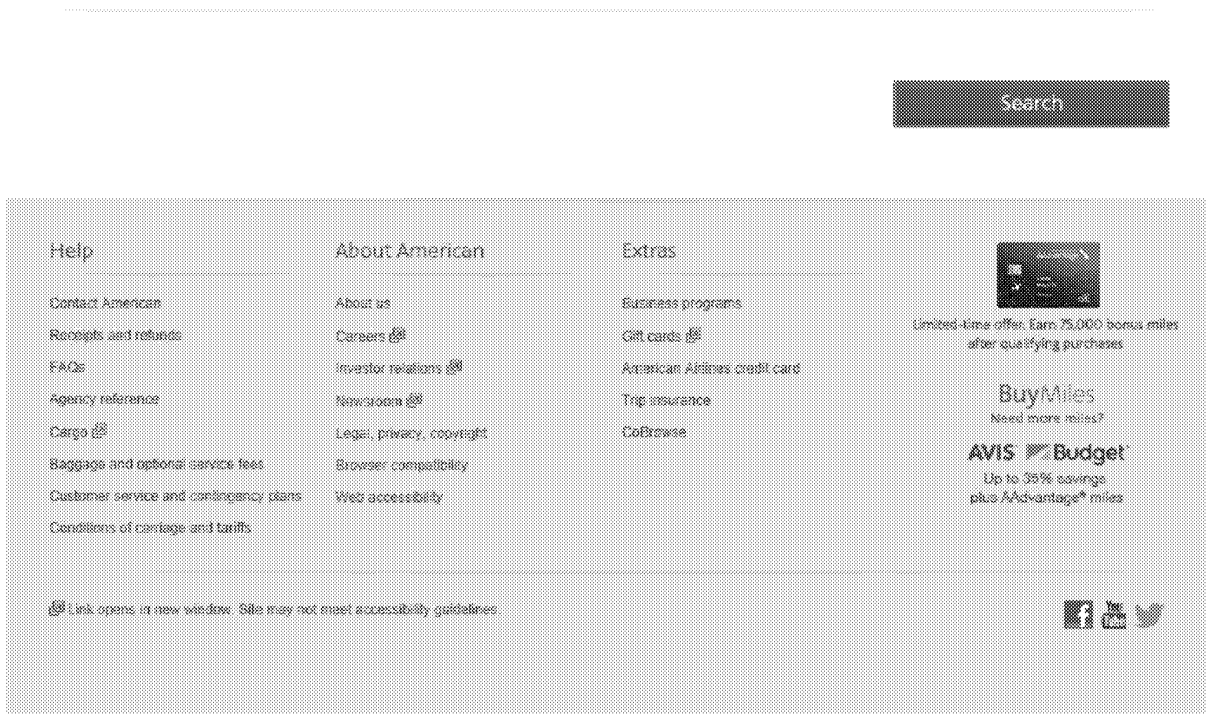 Search
Help
Contact American
Receipts and refunds
FAQs
Agency reference
Cargo
Baggage and optional service fees
Customer service and contingency plans
Conditions of carriage and tariffs
About American
About us
Careers
Investor relations
Newsroom
Legal, privacy, copyright
Browser compatibility
Web accessibility
Extras
Business programs
Gift cards
American Airlines credit card
Trip insurance
CoBrowse
Limited-time offer. Earn 75,000 bonus miles
after qualifying purchases
BuyMiles
Need more miles?
AVIS Budget
Up to 35% savings
plus AAdvantage® miles
Link opens in new window. Site may not meet accessibility guidelines.
f You Tube